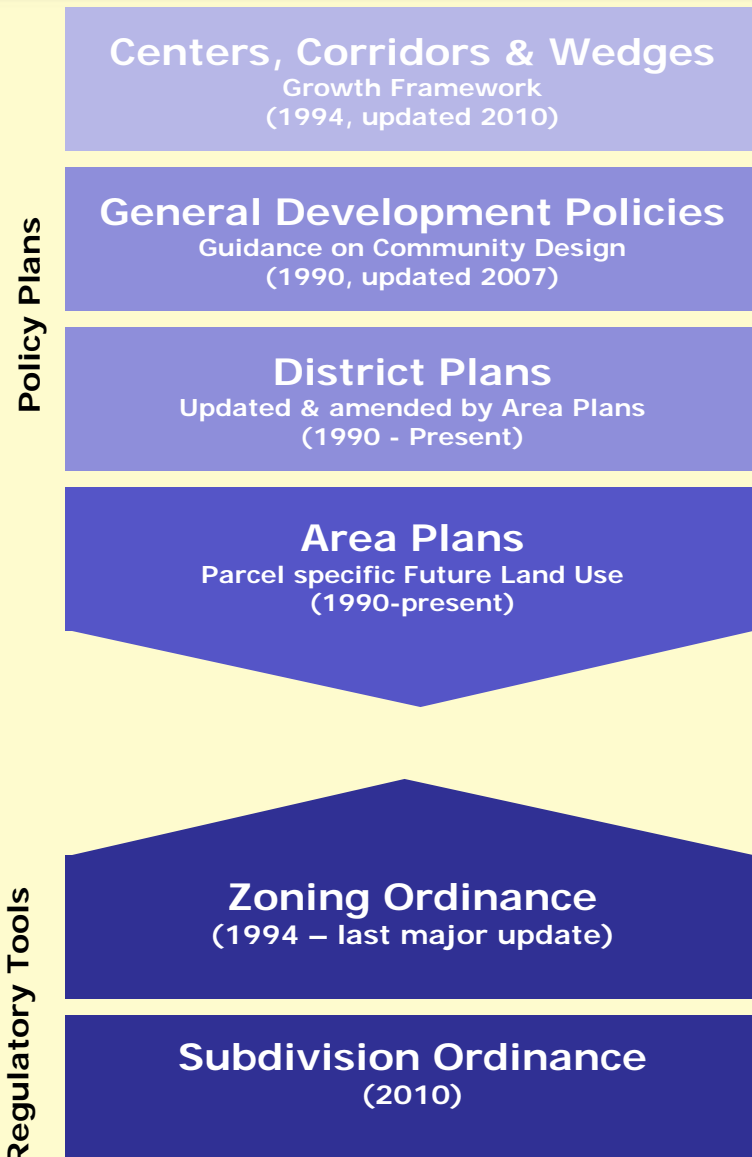 Policy Plans
Centers, Corridors & Wedges
Growth Framework
(1994, updated 2010)
General Development Policies
Guidance on Community Design
(1990, updated 2007)
District Plans
Updated & amended by Area Plans
(1990 - Present)
Area Plans
Parcel specific Future Land Use
(1990-present)
Regulatory Tools
Zoning Ordinance
(1994 – last major update)
Subdivision Ordinance
(2010)